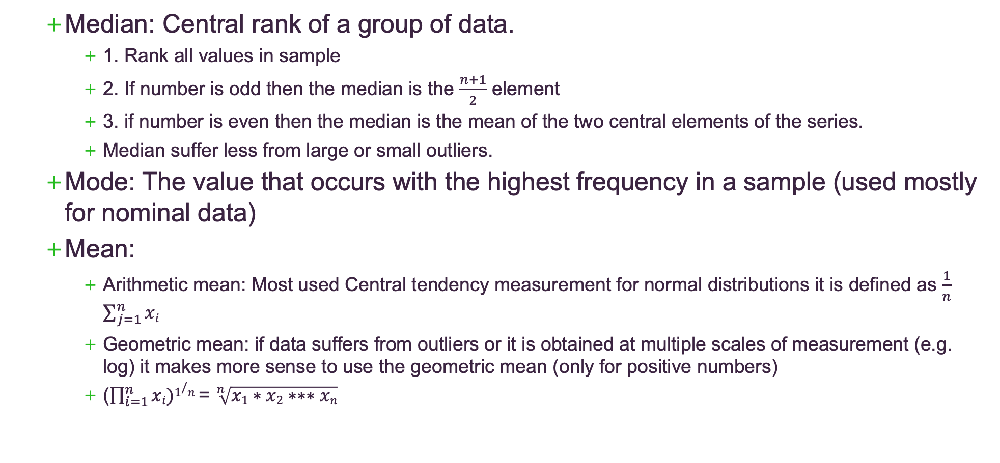 + Median: Central rank of a group of data.
+ 1. Rank all values in sample
+ 2. If number is odd then the median is the \frac{n+1}{2} element
+ 3. if number is even then the median is the mean of the two central elements of the series.
+ Median suffer less from large or small outliers.
+ Mode: The value that occurs with the highest frequency in a sample (used mostly
for nominal data)
+ Mean:
+ Arithmetic mean: Most used Central tendency measurement for normal distributions it is defined as \frac{1}{n}
\sum_{j=1}^{n} x_i
+ Geometric mean: if data suffers from outliers or it is obtained at multiple scales of measurement (e.g.
log) it makes more sense to use the geometric mean (only for positive numbers)
+ (\prod_{i=1}^{n} x_i)^{1/n} = \sqrt[n]{x_1 * x_2 *** x_n}